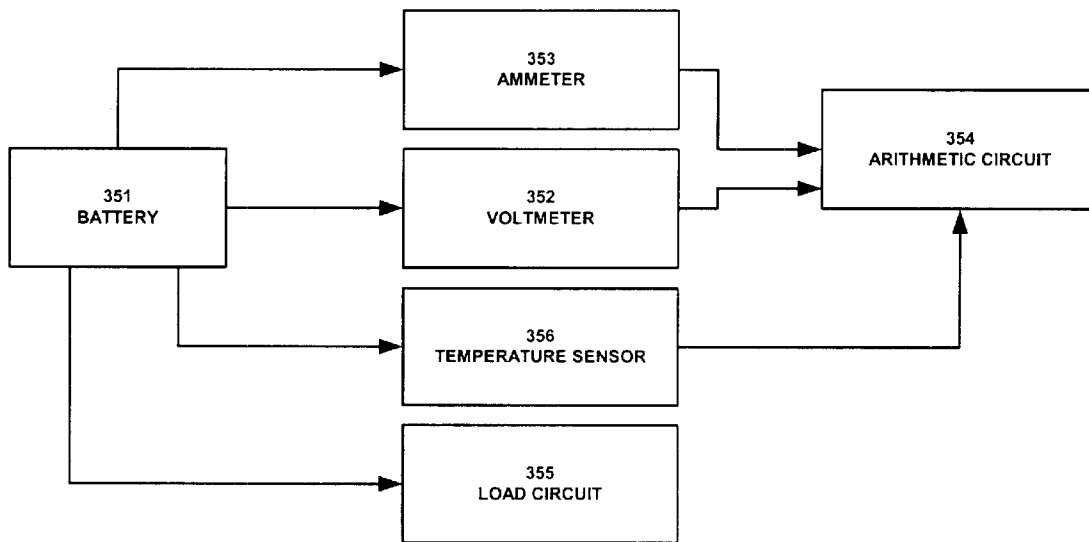 353
AMMETER
354
ARITHMETIC CIRCUIT
351
BATTERY
352
VOLTMETER
356
TEMPERATURE SENSOR
355
LOAD CIRCUIT